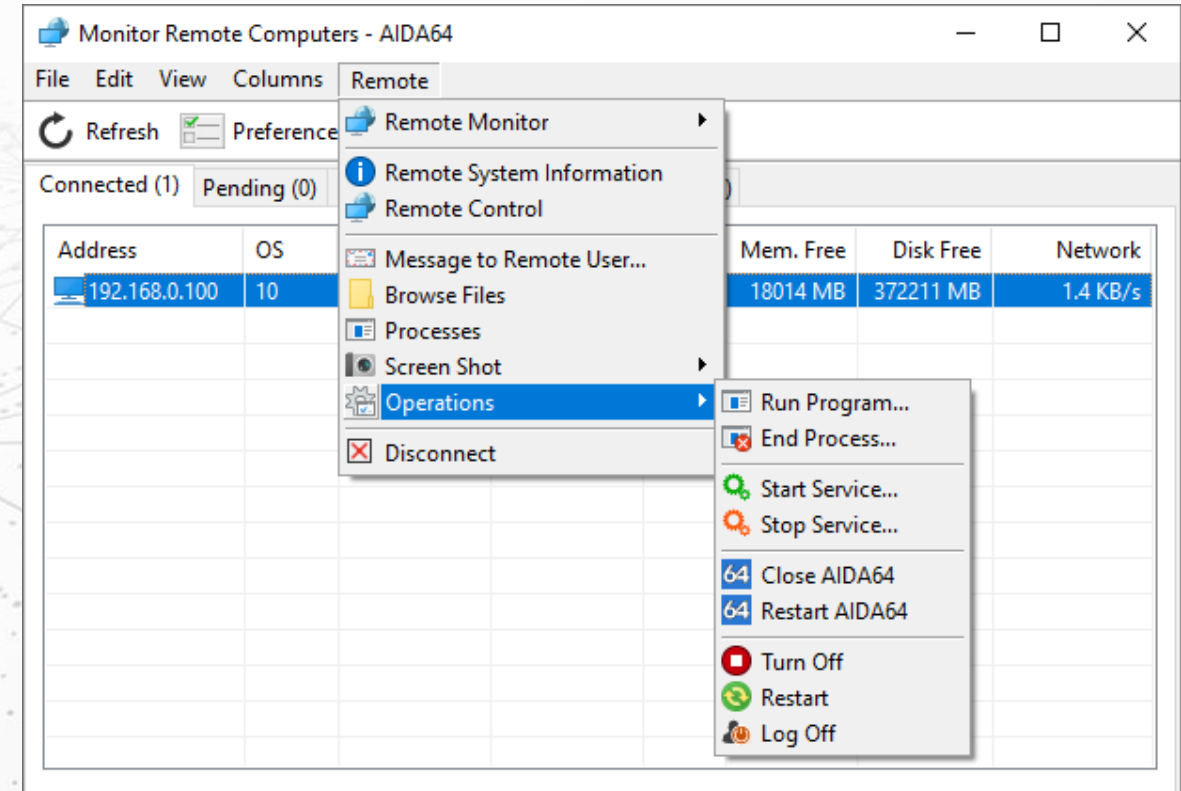 Monitor Remote Computers - AIDA64
File Edit View Columns Remote
Refresh Preference
Connected (1) Pending (0) )
Address OS Mem. Free Disk Free Network
192.168.0.100 10 18014 MB 372211 MB 1.4 KB/s
Remote Monitor
Remote System Information
Remote Control
Message to Remote User...
Browse Files
Processes
Screen Shot
Operations
Disconnect
Run Program...
End Process...
Start Service...
Stop Service...
64 Close AIDA64
64 Restart AIDA64
Turn Off
Restart
Log Off